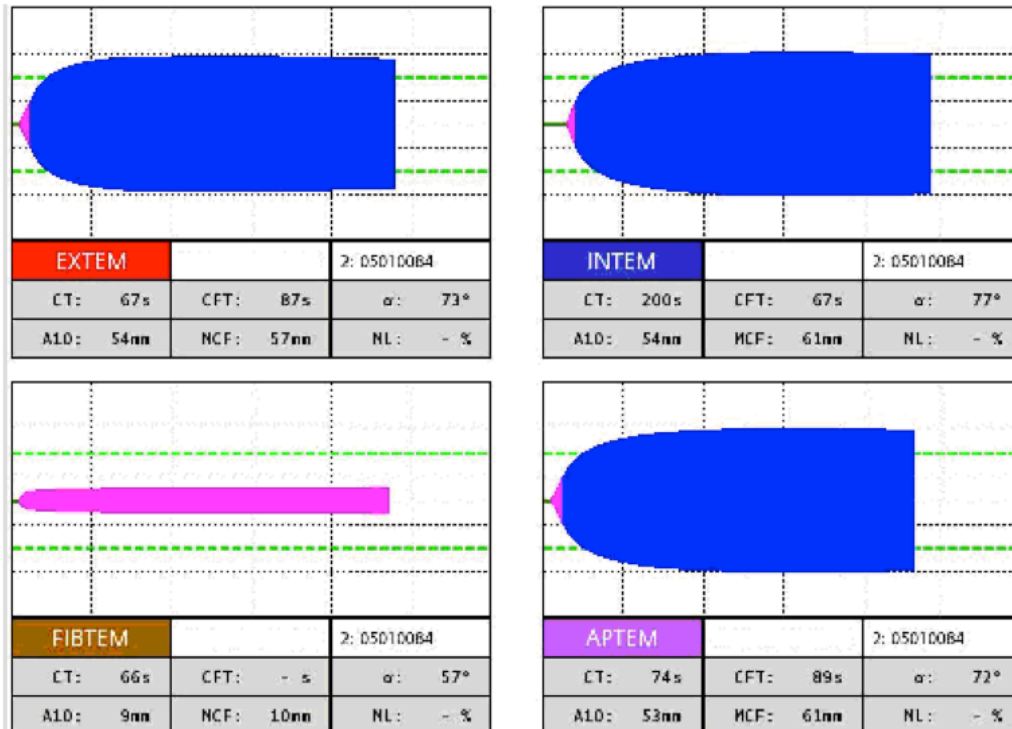 EXTEM 2: 05010084
CT: 67s CFT: 87s α: 73°
A10: 54mm MCF: 57mm ML: - %
INTEM 2: 05010084
CT: 200s CFT: 67s α: 77°
A10: 54mm MCF: 61mm ML: - %
FIBTEM 2: 05010084
CT: 66s CFT: - s α: 57°
A10: 9mm MCF: 10mm ML: - %
APTEM 2: 05010084
CT: 74s CFT: 89s α: 72°
A10: 53mm MCF: 61mm ML: - %